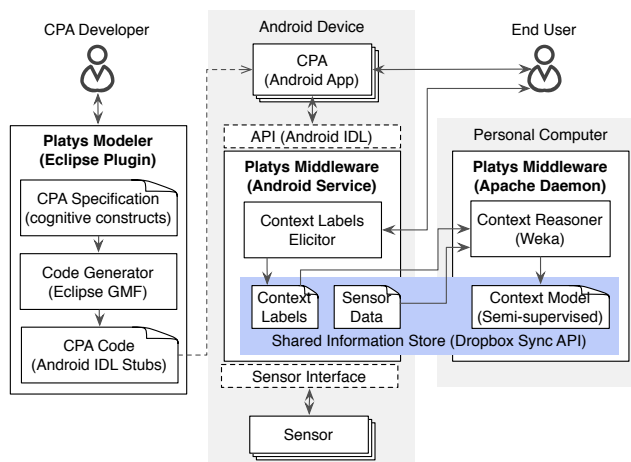 CPA Developer
Android Device
End User
CPA
(Android App)
API (Android IDL)
Personal Computer
Platys Modeler
(Eclipse Plugin)
Platys Middleware
(Android Service)
Platys Middleware
(Apache Daemon)
CPA Specification
(cognitive constructs)
Context Labels
Elicitor
Context Reasoner
(Weka)
Code Generator
(Eclipse GMF)
Context
Labels
Sensor
Data
Context Model
(Semi-supervised)
Shared Information Store (Dropbox Sync API)
CPA Code
(Android IDL Stubs)
Sensor Interface
Sensor